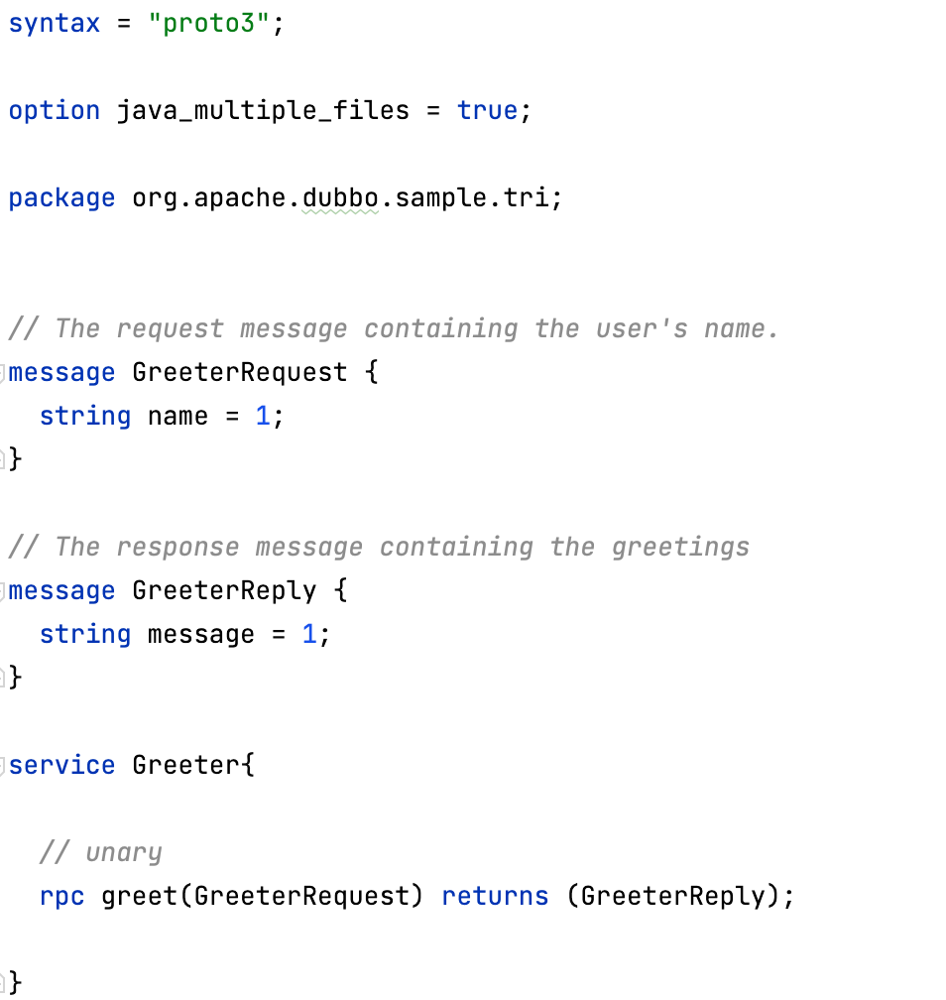 syntax = "proto3";
option java_multiple_files = true;
package org.apache.dubbo.sample.tri;
// The request message containing the user's name.
message GreeterRequest {
  string name = 1;
}
// The response message containing the greetings
message GreeterReply {
  string message = 1;
}
service Greeter{
  // unary
  rpc greet(GreeterRequest) returns (GreeterReply);
}